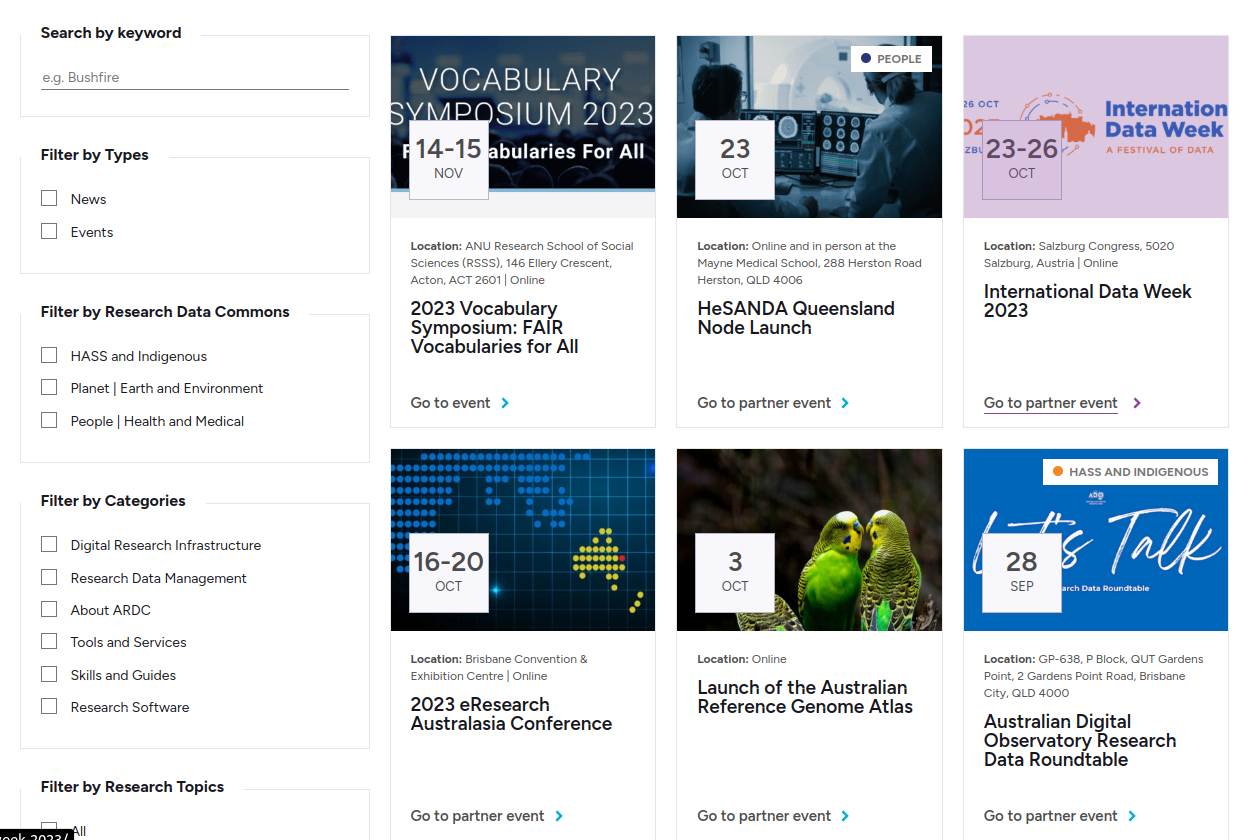 Search by keyword
e.g. Bushfire
Filter by Types
News
Events
Filter by Research Data Commons
HASS and Indigenous
Planet | Earth and Environment
People | Health and Medical
Filter by Categories
Digital Research Infrastructure
Research Data Management
About ARDC
Tools and Services
Skills and Guides
Research Software
Filter by Research Topics
All
VOCABULARY
SYMPOSIUM 2023
abularies For All
14-15
NOV
Location: ANU Research School of Social
Sciences (RSSS), 146 Ellery Crescent,
Acton, ACT 2601 | Online
2023 Vocabulary
Symposium: FAIR
Vocabularies for All
Go to event
PEOPLE
23
OCT
Location: Online and in person at the
Mayne Medical School, 288 Herston Road
Herston, QLD 4006
HeSANDA Queensland
Node Launch
Go to partner event
26 OCT
Internation
Data Week
A FESTIVAL OF DATA
23-26
OCT
Location: Salzburg Congress, 5020
Salzburg, Austria | Online
International Data Week
2023
Go to partner event
16-20
OCT
Location: Brisbane Convention &
Exhibition Centre | Online
2023 eResearch
Australasia Conference
Go to partner event
3
OCT
Location: Online
Launch of the Australian
Reference Genome Atlas
Go to partner event
HASS AND INDIGENOUS
Let's Talk
arch Data Roundtable
28
SEP
Location: GP-638, P Block, QUT Gardens
Point, 2 Gardens Point Road, Brisbane
City, QLD 4000
Australian Digital
Observatory Research
Data Roundtable
Go to partner event
week-2023/